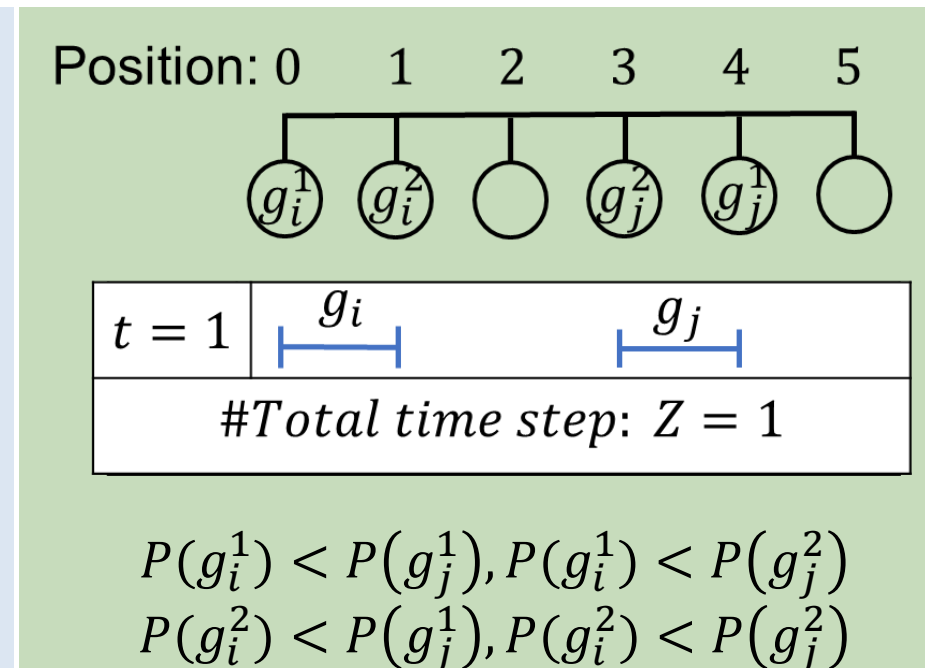 Position: 0 1 2 3 4 5
$g_i^1$ $g_i^2$ $g_j^2$ $g_j^1$
$t = 1$ $g_i$ $g_j$
#Total time step: $Z = 1$
$P(g_i^1) < P(g_j^1), P(g_i^1) < P(g_j^2)$
$P(g_i^2) < P(g_j^1), P(g_i^2) < P(g_j^2)$